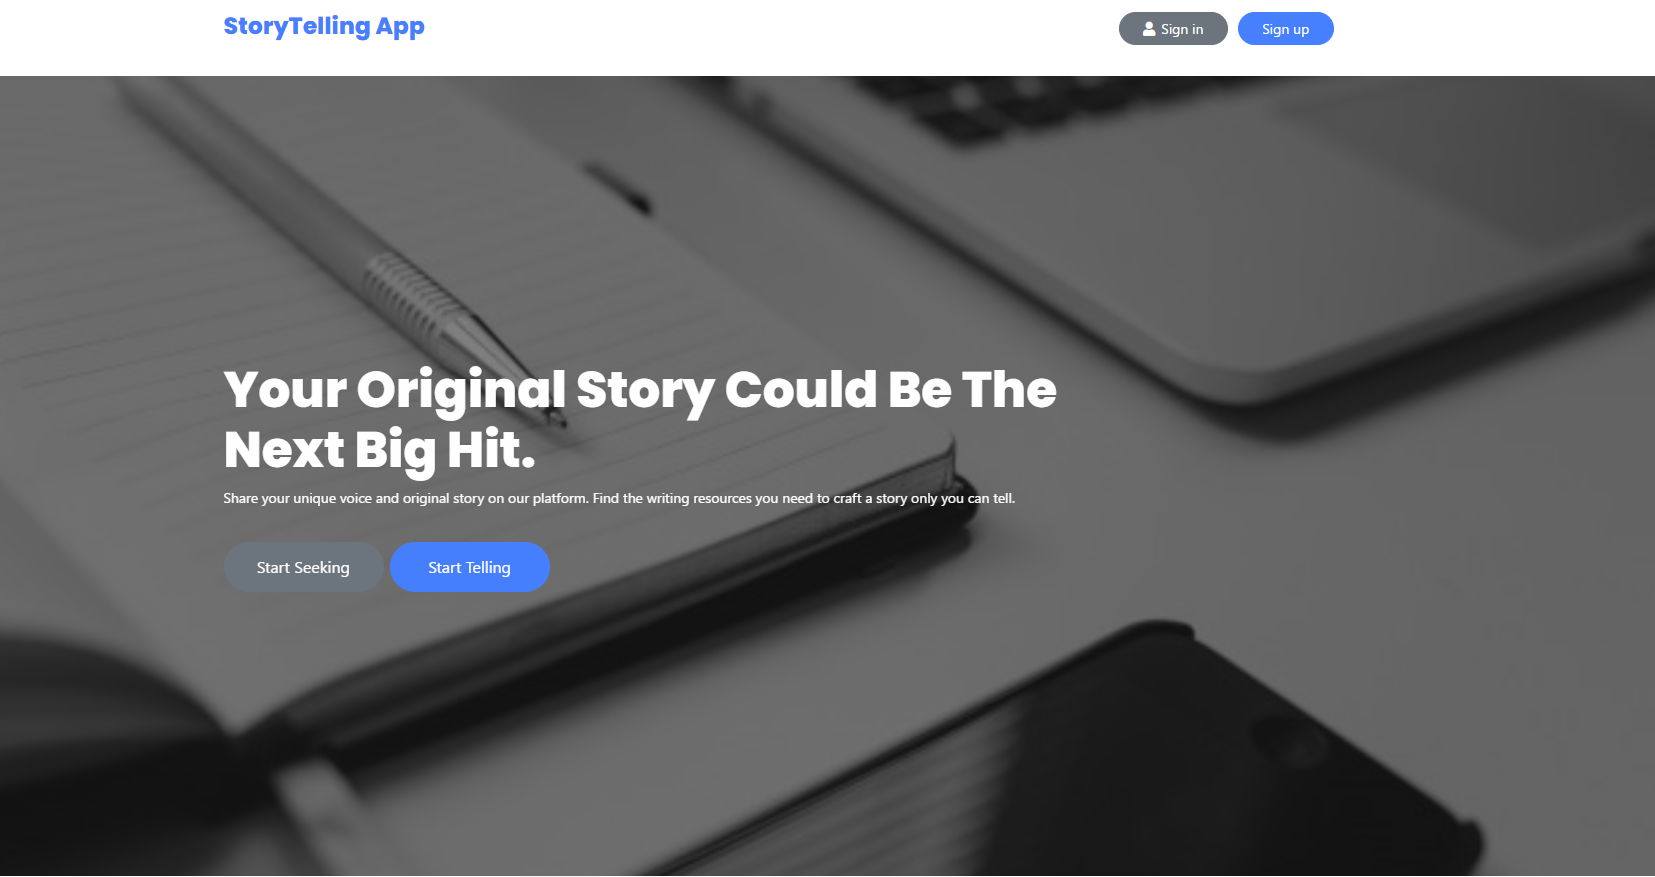 StoryTelling App
Sign in
Sign up
Your Original Story Could Be The
Next Big Hit.
Share your unique voice and original story on our platform. Find the writing resources you need to craft a story only you can tell.
Start Seeking
Start Telling